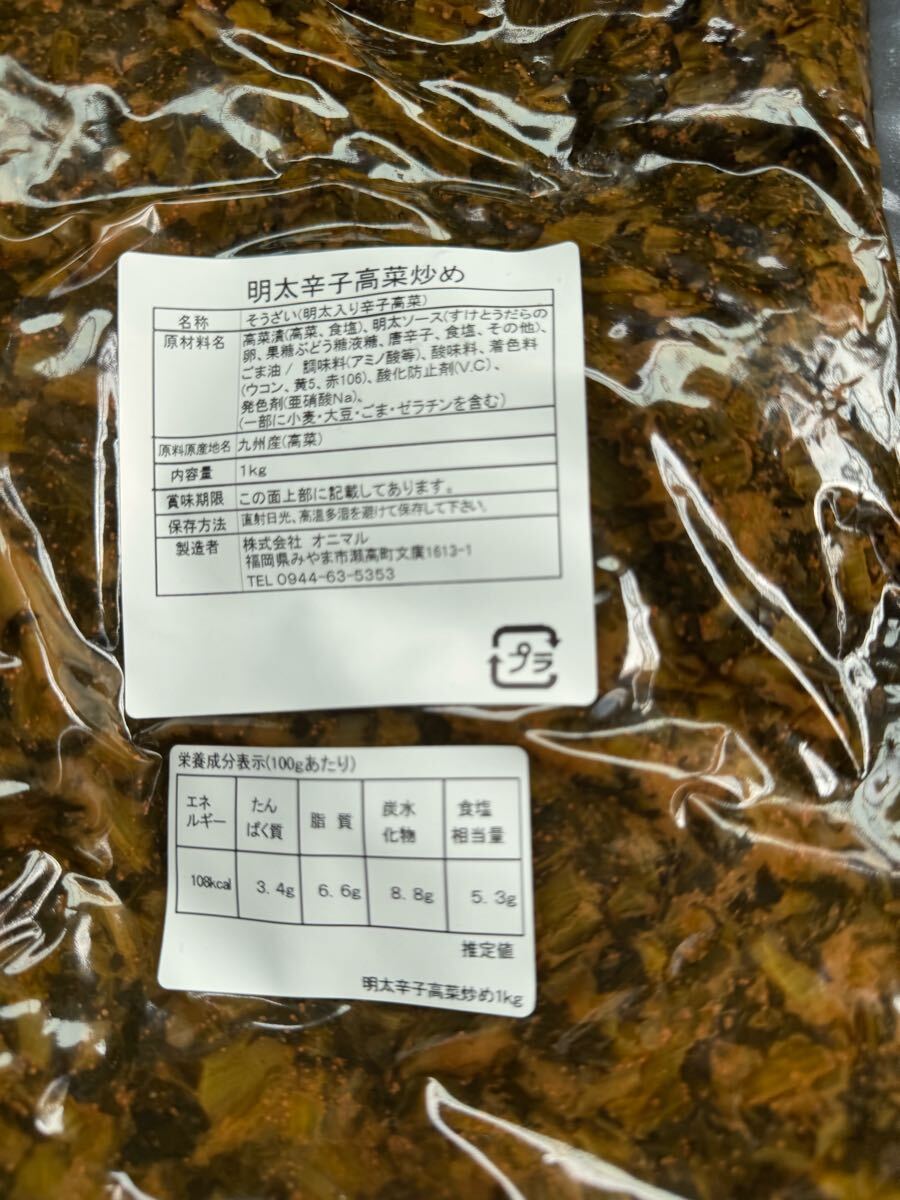 明太辛子高菜炒め
名称 そうざい(明太入り辛子高菜)
原材料名 高菜漬(高菜、食塩)、明太ソース(すけとうだらの
卵、果糖ぶどう糖液糖、唐辛子、食塩、その他)、
ごま油 / 調味料(アミノ酸等)、酸味料、着色料
(ウコン、黄5、赤106)、酸化防止剤(V.C)、
発色剤(亜硝酸Na)、
(一部に小麦・大豆・ごま・ゼラチンを含む)
原料原産地名 九州産(高菜)
内容量 1kg
賞味期限 この面上部に記載してあります。
保存方法 直射日光、高温多湿を避けて保存して下さい。
製造者 株式会社 オニマル
福岡県みやま市瀬高町文廣1613-1
TEL 0944-63-5353
プラ
栄養成分表示(100gあたり)
エネルギー たんぱく質 脂質 炭水化物 食塩相当量
108kcal 3.4g 6.6g 8.8g 5.3g
推定値
明太辛子高菜炒め1kg